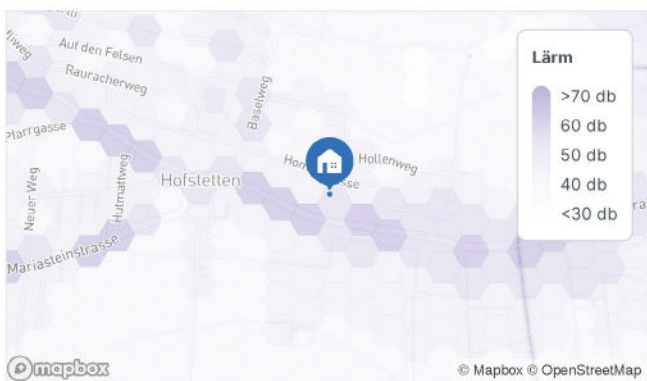 Auf den Felsen
Rauracherweg
Pfarrgasse
Baselweg
Hollenweg
Hofstetten
Neuer Weg
Hutmattweg
Mariasteinstrasse
Lärm
>70 db
60 db
50 db
40 db
<30 db
mapbox
© Mapbox © OpenStreetMap